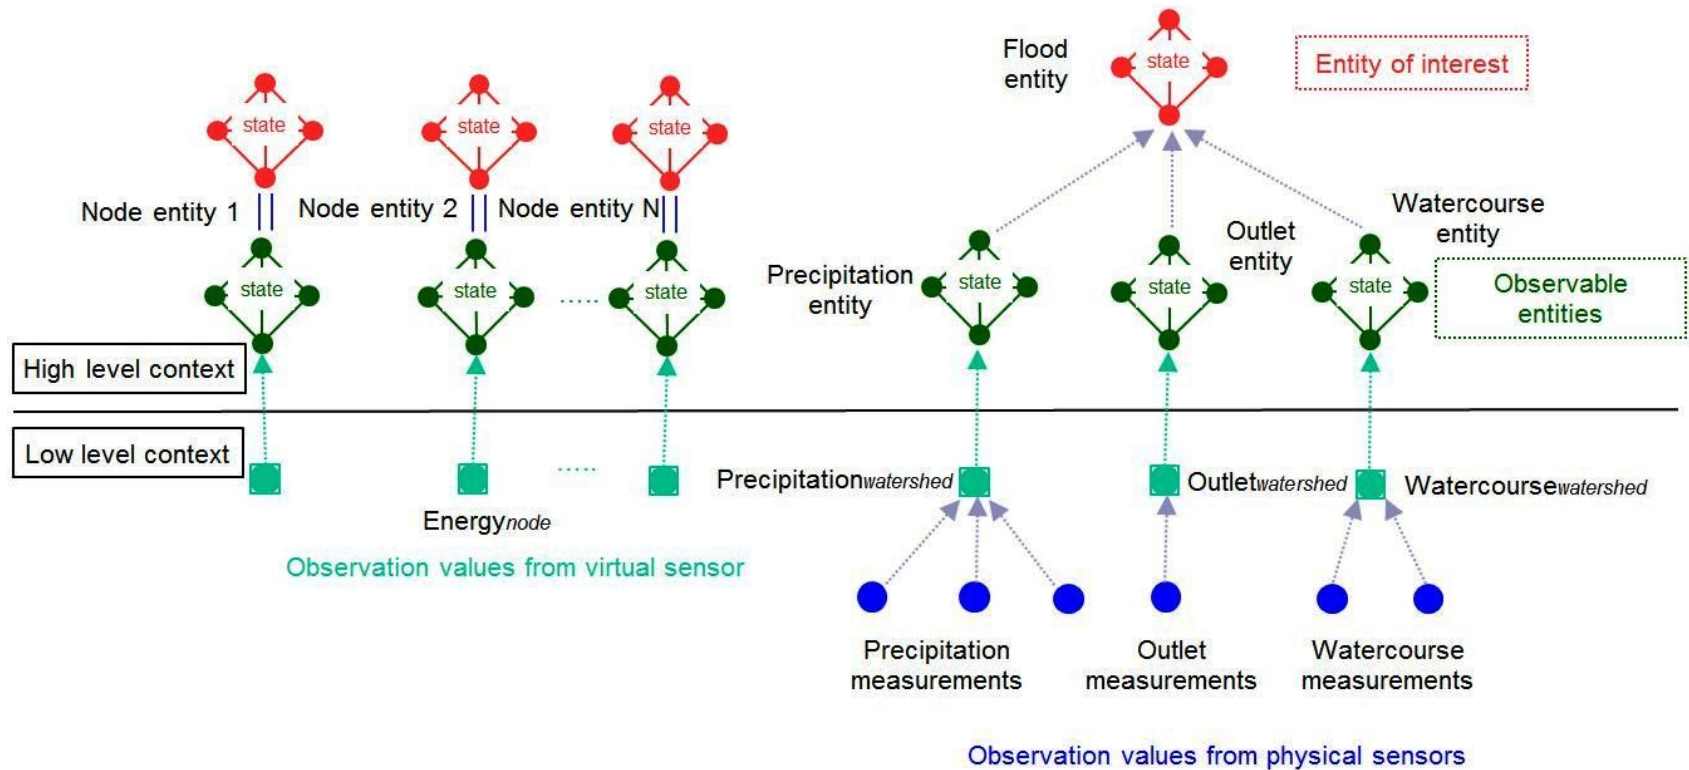 Flood
entity
state
Entity of interest
state
state
state
Node entity 1
Node entity 2
Node entity N
Watercourse
entity
Outlet
entity
Precipitation
entity
state
state
state
state
state
state
.....
Observable
entities
High level context
Low level context
.....
Precipitationwatershed
Outletwatershed
Watercoursewatershed
Energynode
Observation values from virtual sensor
Precipitation
measurements
Outlet
measurements
Watercourse
measurements
Observation values from physical sensors